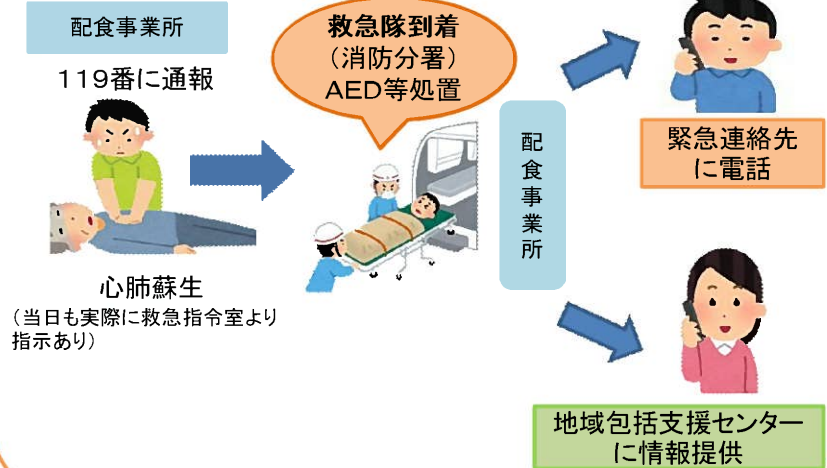 配食事業所
119番に通報
心肺蘇生
（当日も実際に救急指令室より
指示あり）
救急隊到着
（消防分署）
AED等処置
配食事業所
緊急連絡先
に電話
地域包括支援センター
に情報提供